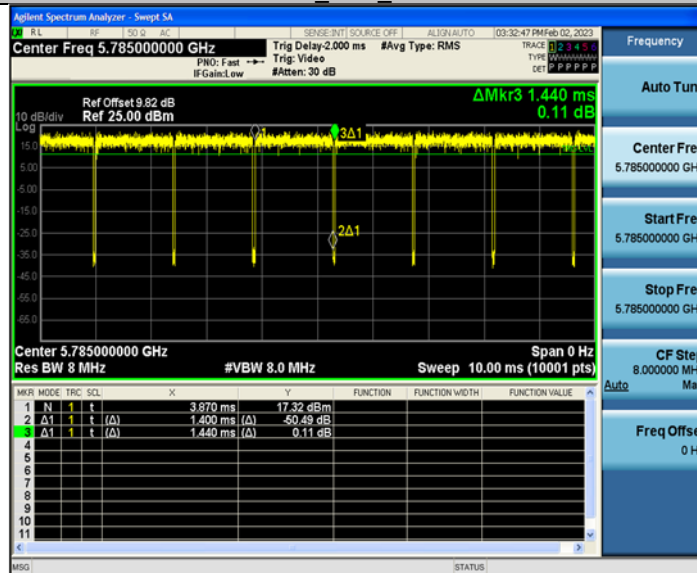 Agilent Spectrum Analyzer - Swept SA
RL RF 50 Ω AC SENSE:INT SOURCE OFF ALIGNAUTO 03:32:47 PM Feb 02, 2023
Center Freq 5.785000000 GHz
Trig Delay-2.000 ms #Avg Type: RMS
TRACE 1 2 3 4 5 6
PNO: Fast Trig: Video
TYPE WWWWWW
IFGain:Low #Atten: 30 dB
DET P P P P P P
ΔMkr3 1.440 ms
0.11 dB
Ref Offset 9.82 dB
10 dB/div Ref 25.00 dBm
Log
1
3Δ1
15.0
5.00
-5.00
-15.0
2Δ1
-25.0
-35.0
-45.0
-55.0
-65.0
Center 5.785000000 GHz Span 0 Hz
Res BW 8 MHz #VBW 8.0 MHz Sweep 10.00 ms (10001 pts)
MKR MODE TRC SCL X Y FUNCTION FUNCTION WIDTH FUNCTION VALUE
1 N 1 t 3.870 ms 17.32 dBm
2 Δ1 1 t (Δ) 1.400 ms (Δ) -50.49 dB
3 Δ1 1 t (Δ) 1.440 ms (Δ) 0.11 dB
4
5
6
7
8
9
10
11
MSG STATUS
Frequency
Auto Tun
Center Fre
5.785000000 GH
Start Fre
5.785000000 GH
Stop Fre
5.785000000 GH
CF Ste
8.000000 MH
Auto Ma
Freq Offse
0 H